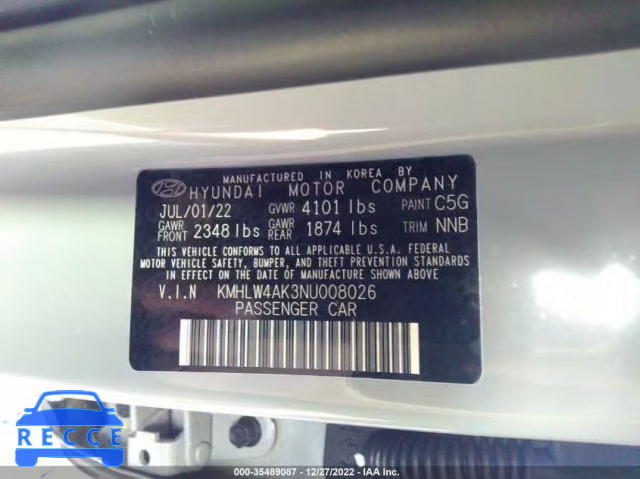 MANUFACTURED IN KOREA BY
HYUNDAI MOTOR COMPANY
JUL/01/22 GVWR 4101 lbs PAINT C5G
GAWR FRONT 2348 lbs GAWR REAR 1874 lbs TRIM NNB
THIS VEHICLE CONFORMS TO ALL APPLICABLE U.S.A. FEDERAL
MOTOR VEHICLE SAFETY, BUMPER, AND THEFT PREVENTION STANDARDS
IN EFFECT ON THE DATE OF MANUFACTURE SHOWN ABOVE
V.I.N KMHLW4AK3NU008026
PASSENGER CAR
RECCE
000-35489087 - 12/27/2022 - IAA Inc.